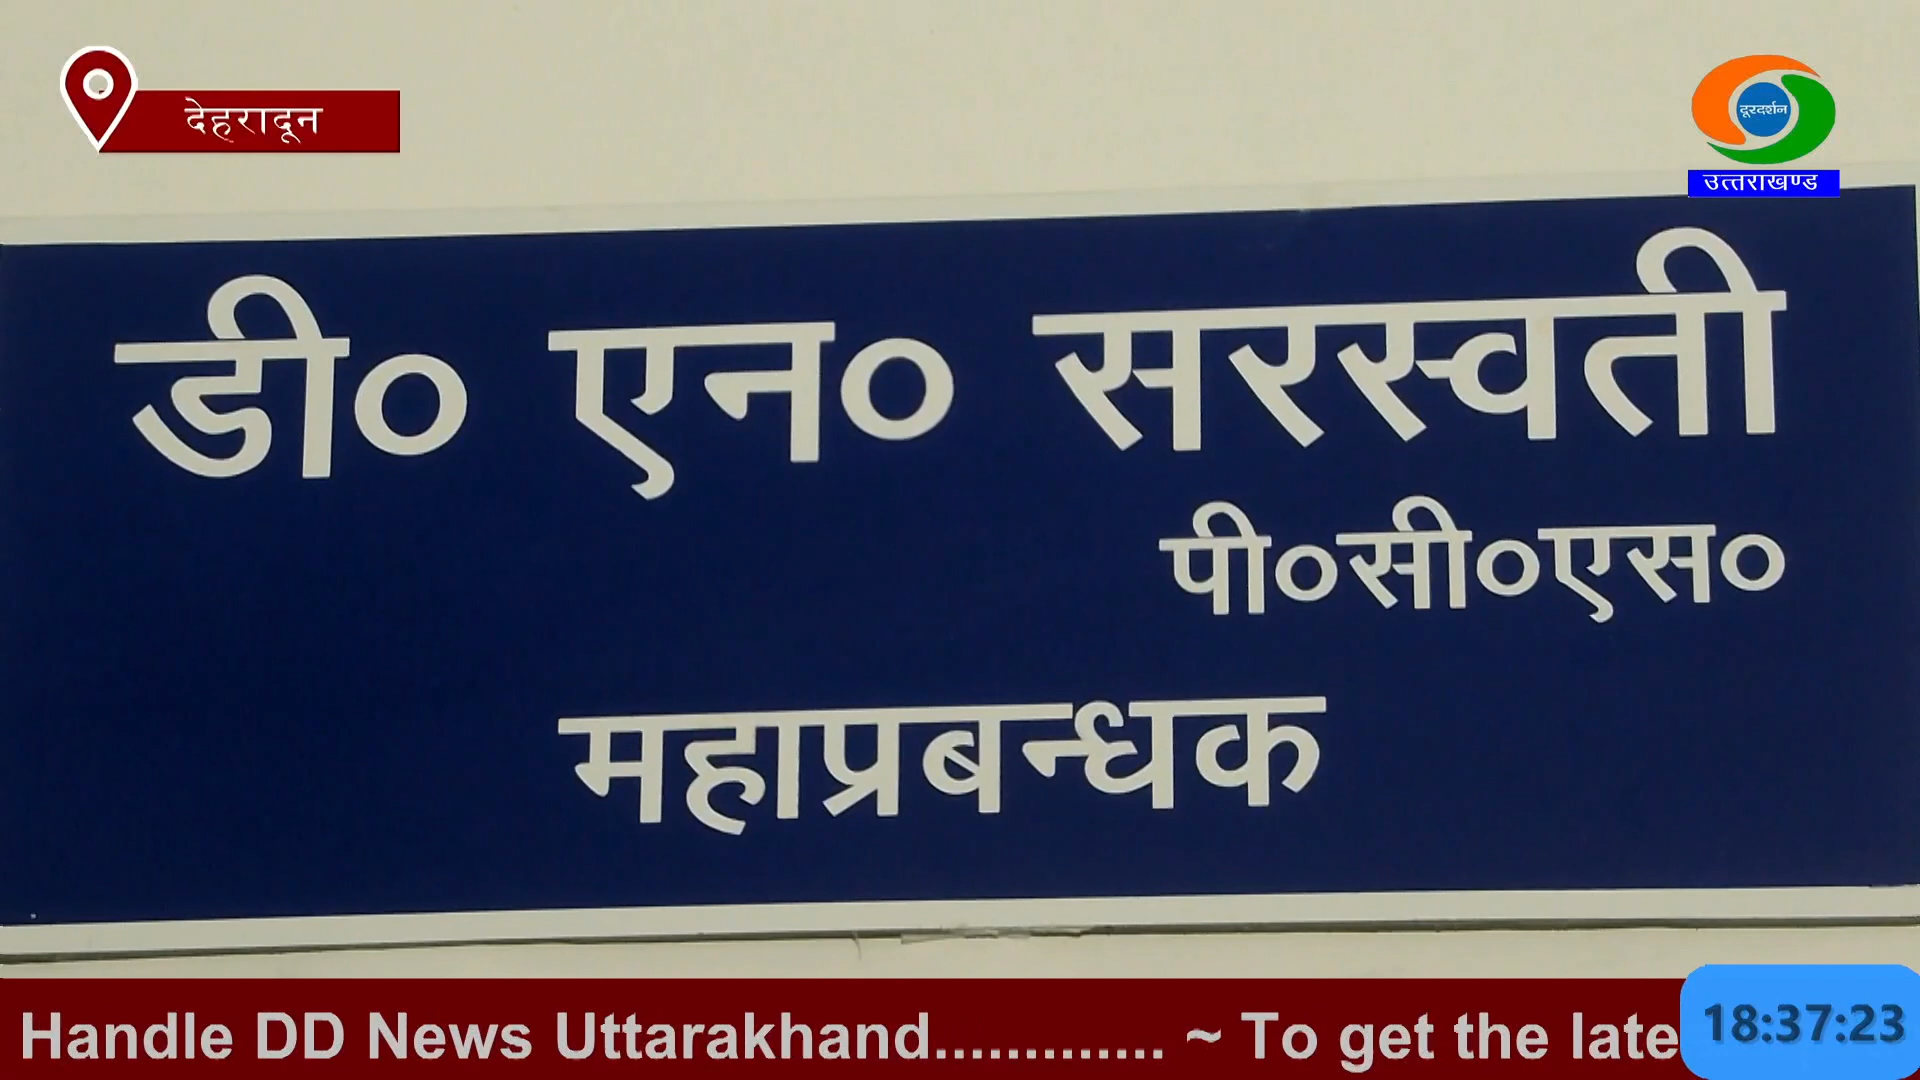 देहरादून
दूरदर्शन
उत्तराखण्ड
डी० एन० सरस्वती
पी०सी०एस०
महाप्रबन्धक
Handle DD News Uttarakhand............. ~ To get the late
18:37:23